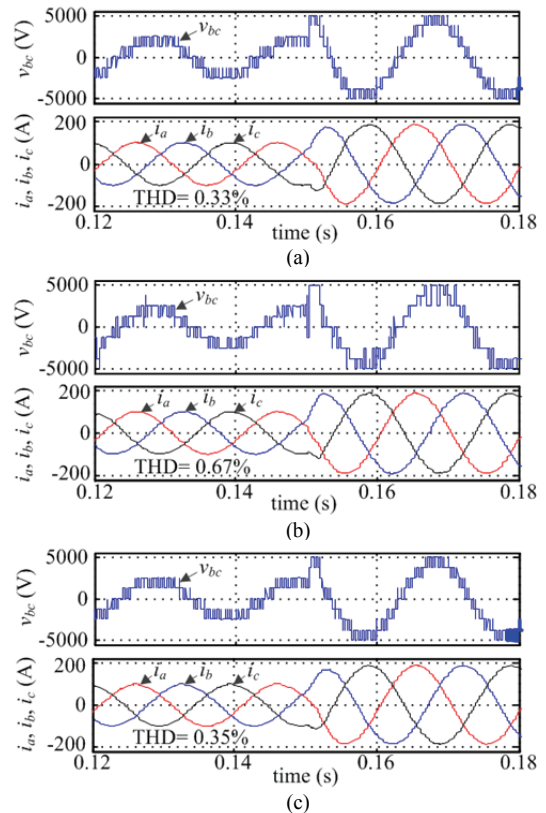 (a)
5000
0
-5000
v_bc (V)
v_bc
200
0
-200
i_a, i_b, i_c (A)
i_a
i_b
i_c
THD= 0.33%
0.12
0.14
0.16
0.18
time (s)
(a)
5000
0
-5000
v_bc (V)
v_bc
200
0
-200
i_a, i_b, i_c (A)
i_a
i_b
i_c
THD= 0.67%
0.12
0.14
0.16
0.18
time (s)
(b)
5000
0
-5000
v_bc (V)
v_bc
200
0
-200
i_a, i_b, i_c (A)
i_a
i_b
i_c
THD= 0.35%
0.12
0.14
0.16
0.18
time (s)
(c)